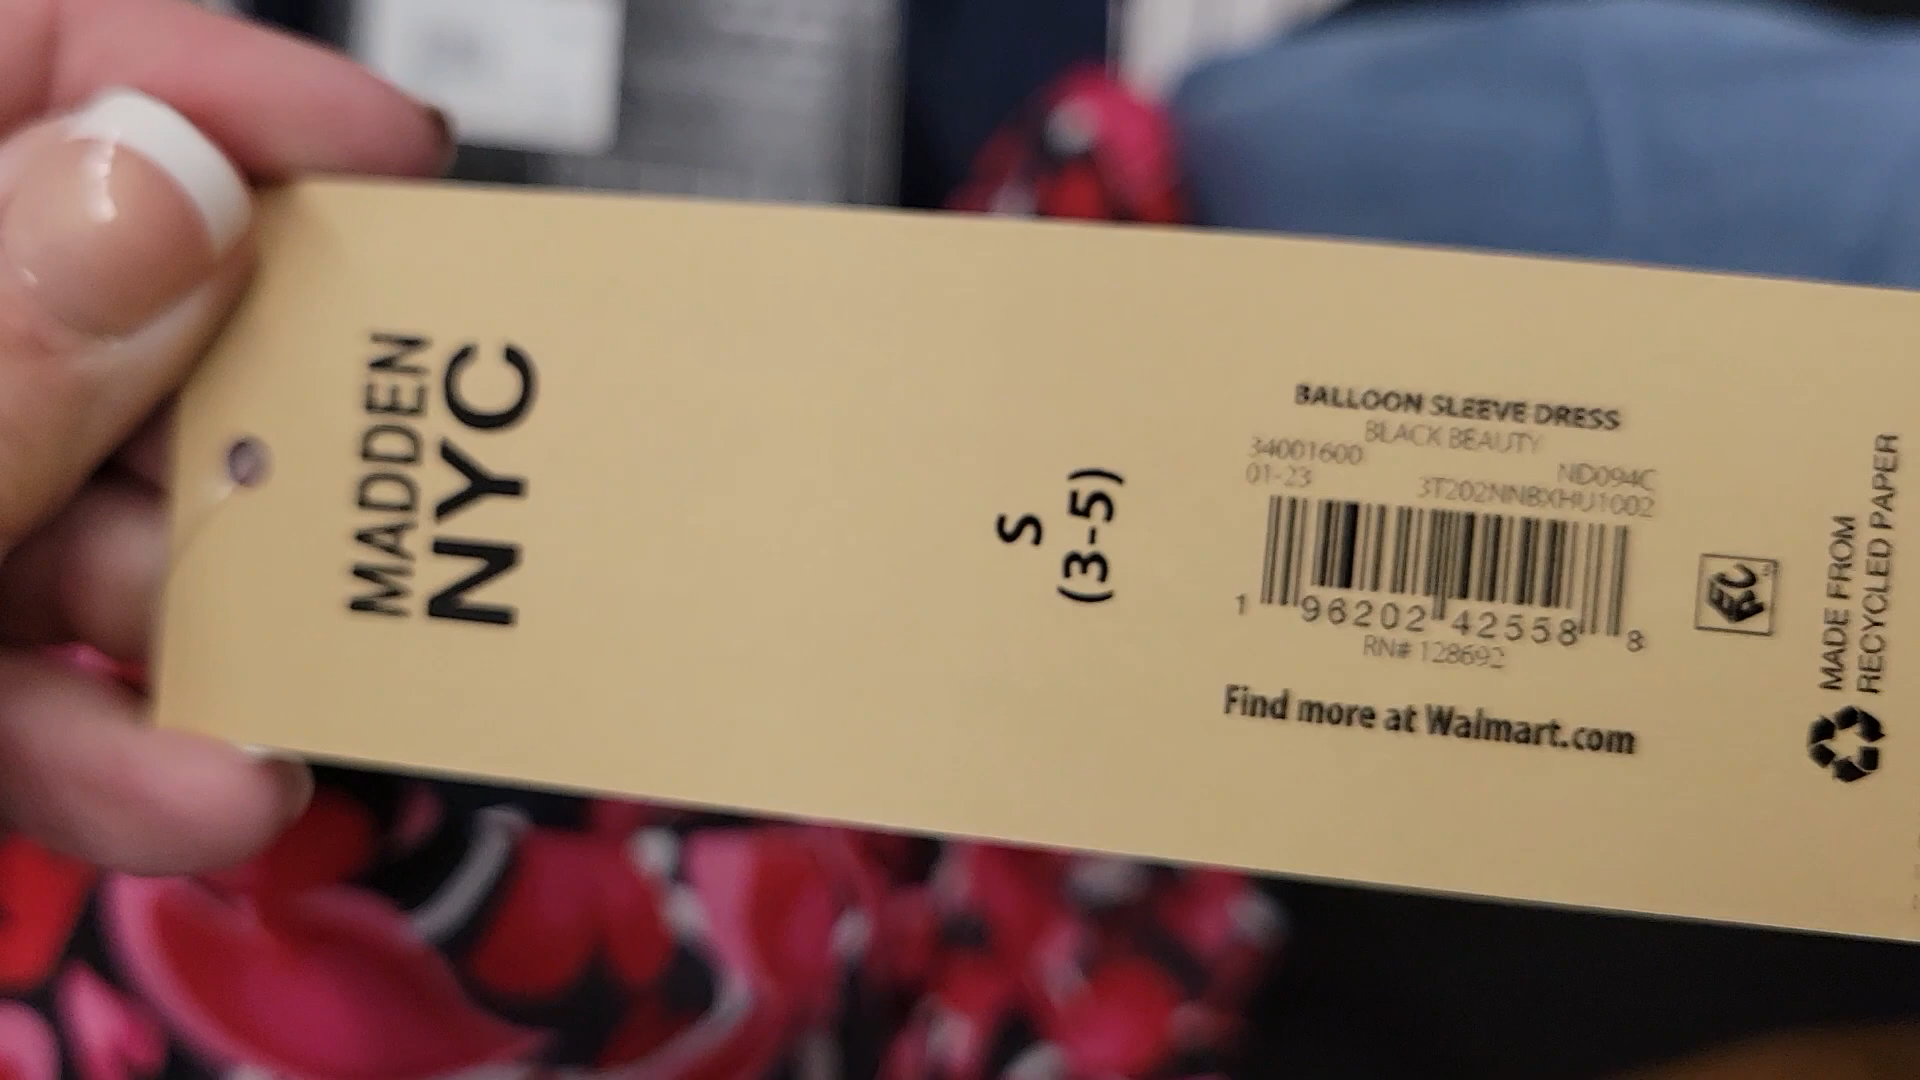 MADDEN
NYC
S
(3-5)
BALLOON SLEEVE DRESS
BLACK BEAUTY
34001600
ND094C
01-23
3T202NNBXHU1002
1 96202 42558 8
RN# 128692
Find more at Walmart.com
MADE FROM
RECYCLED PAPER